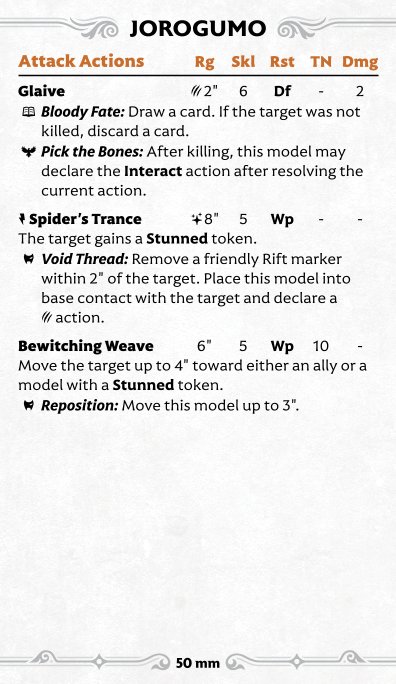 JOROGUMO
Attack Actions Rg Skl Rst TN Dmg
Glaive 2" 6 Df - 2
Bloody Fate: Draw a card. If the target was not
killed, discard a card.
Pick the Bones: After killing, this model may
declare the Interact action after resolving the
current action.
Spider's Trance 8" 5 Wp - -
The target gains a Stunned token.
Void Thread: Remove a friendly Rift marker
within 2" of the target. Place this model into
base contact with the target and declare a
action.
Bewitching Weave 6" 5 Wp 10 -
Move the target up to 4" toward either an ally or a
model with a Stunned token.
Reposition: Move this model up to 3".
50 mm